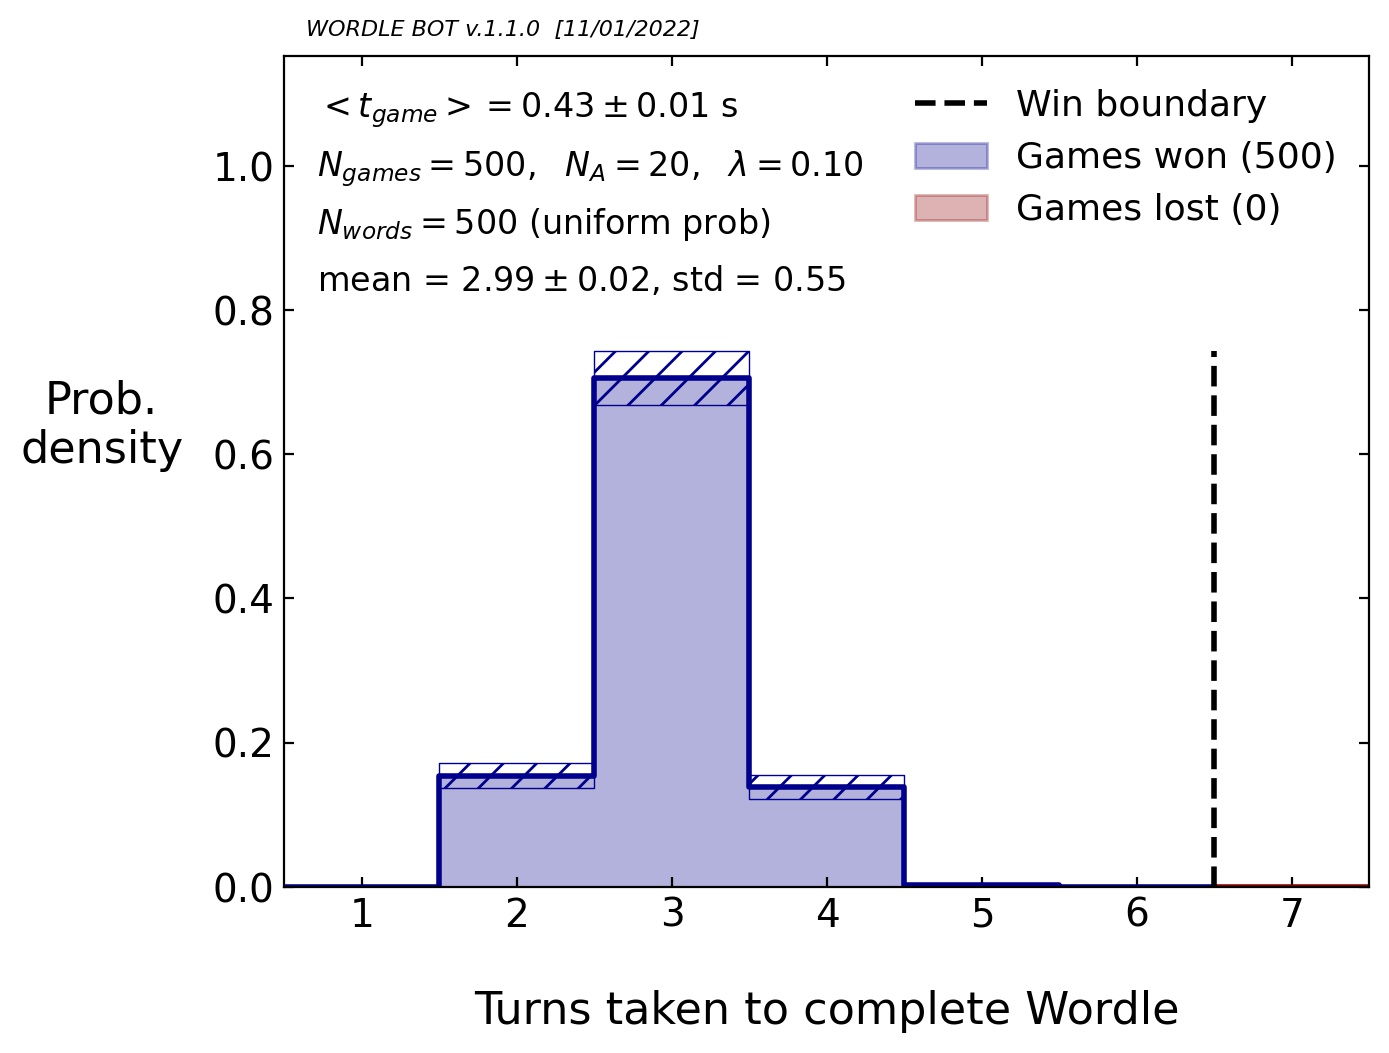 WORDLE BOT v.1.1.0  [11/01/2022]
< t_game > = 0.43 ± 0.01 s
N_games = 500,  N_A = 20,  λ = 0.10
N_words = 500 (uniform prob)
mean = 2.99 ± 0.02, std = 0.55
Win boundary
Games won (500)
Games lost (0)
1.0
0.8
0.6
0.4
0.2
0.0
Prob.
density
1 2 3 4 5 6 7
Turns taken to complete Wordle